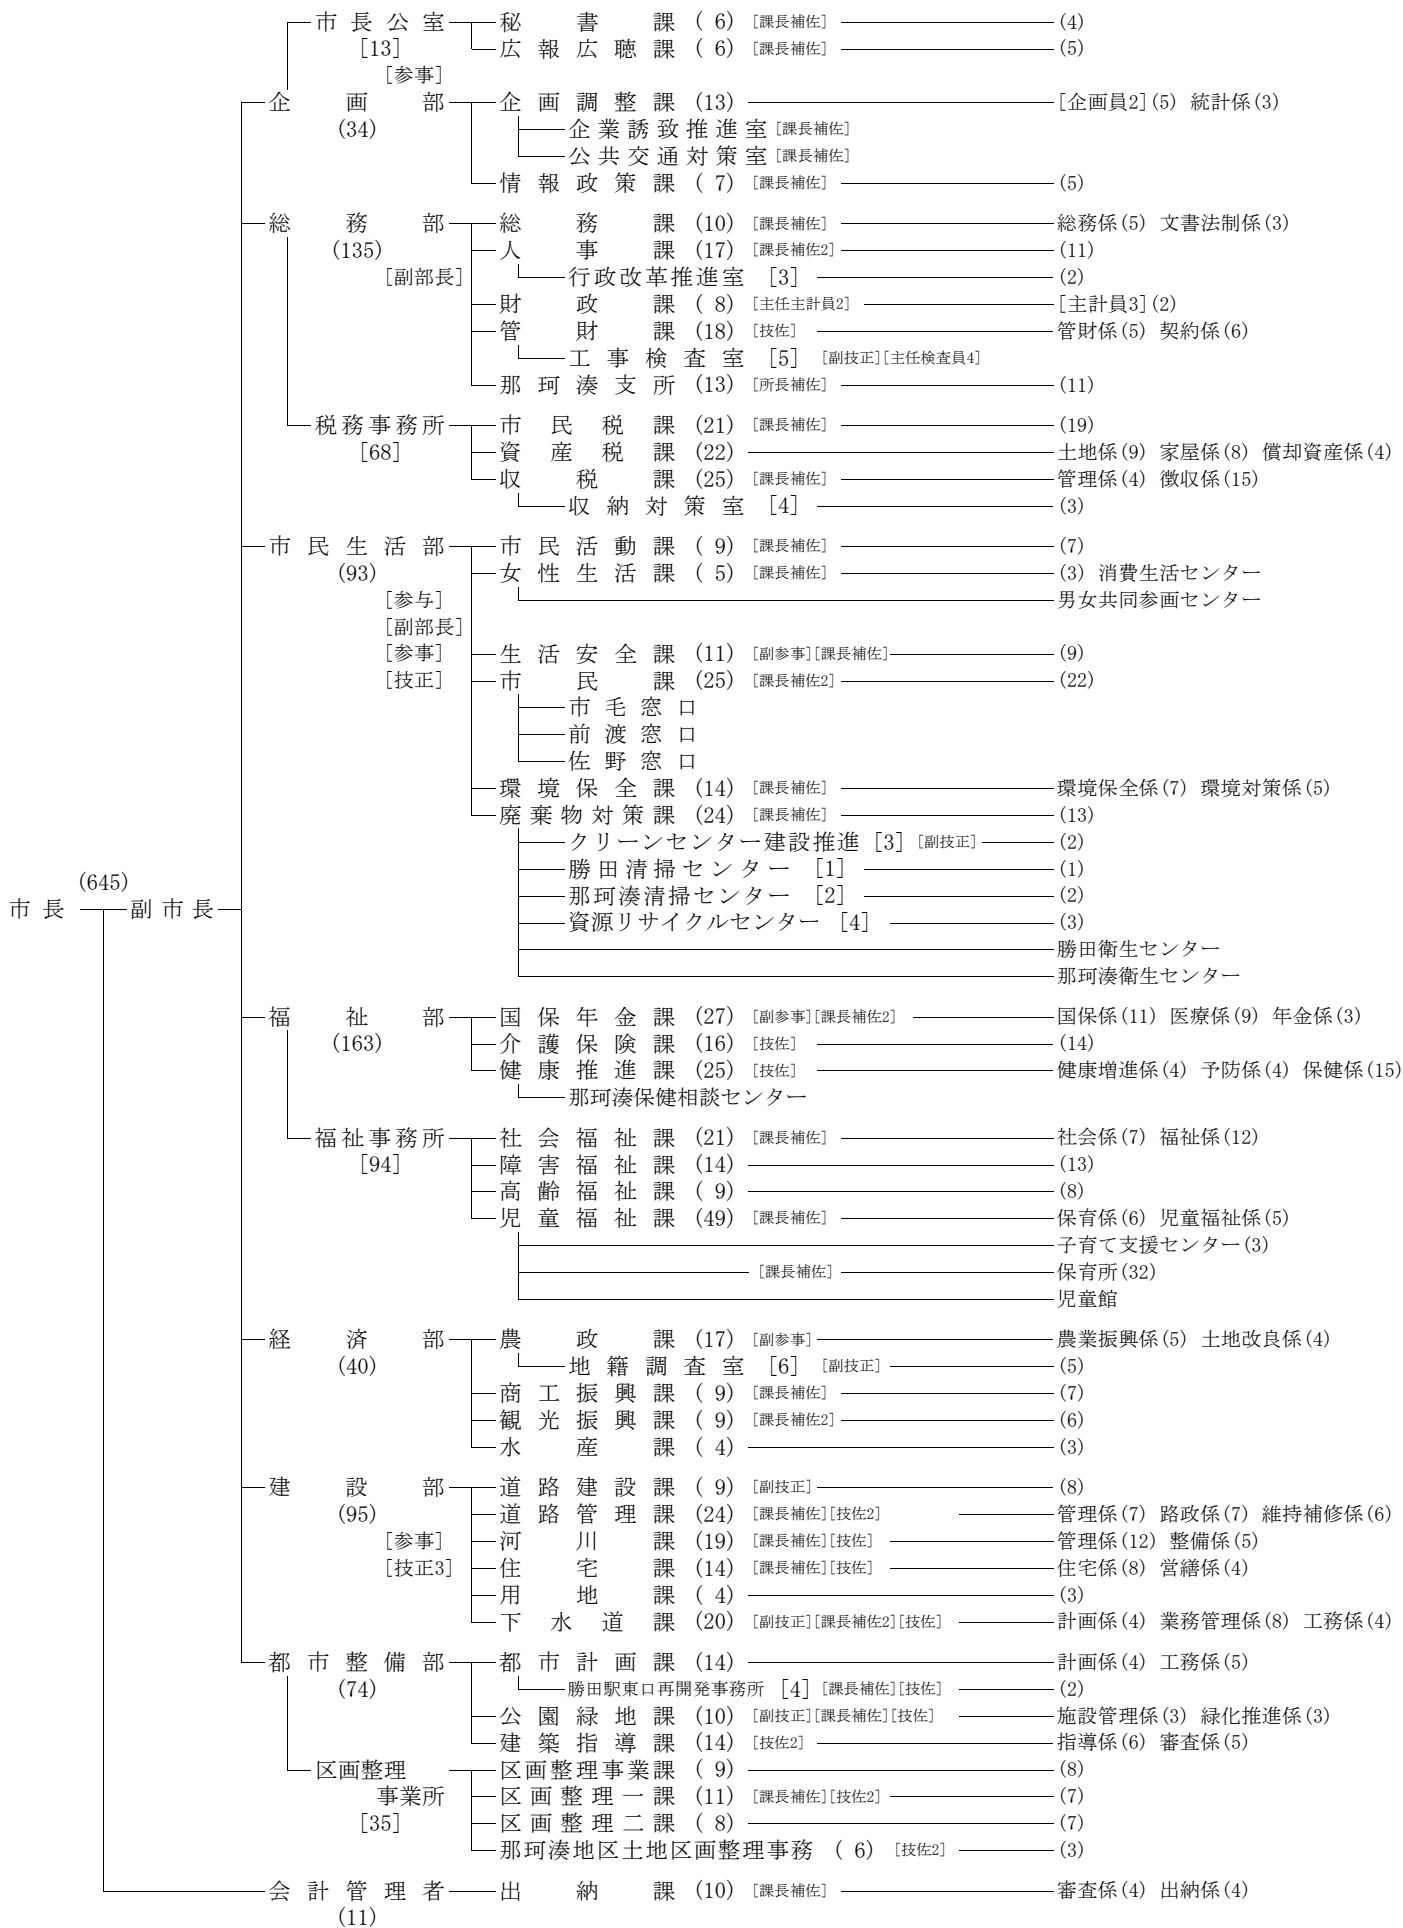 市長公室 秘書課 ( 6) [課長補佐] (4)
[13] 広報広聴課 ( 6) [課長補佐] (5)
[参事]
企画部 企画調整課 (13) [企画員2] (5) 統計係(3)
(34) 企業誘致推進室 [課長補佐]
公共交通対策室 [課長補佐]
情報政策課 ( 7) [課長補佐] (5)
総務部 総務課 (10) [課長補佐] 総務係(5) 文書法制係(3)
(135) 人事課 (17) [課長補佐2] (11)
[副部長] 行政改革推進室 [3] (2)
財政課 ( 8) [主任主計員2] [主計員3] (2)
管財課 (18) [技佐] 管財係(5) 契約係(6)
工事検査室 [5] [副技正][主任検査員4]
那珂湊支所 (13) [所長補佐] (11)
税務事務所 市民税課 (21) [課長補佐] (19)
[68] 資産税課 (22) 土地係(9) 家屋係(8) 償却資産係(4)
収税課 (25) [課長補佐] 管理係(4) 徴収係(15)
収納対策室 [4] (3)
市民生活部 市民活動課 ( 9) [課長補佐] (7)
(93) 女性生活課 ( 5) [課長補佐] (3) 消費生活センター
[参与] 男女共同参画センター
[副部長]
[参事] 生活安全課 (11) [副参事][課長補佐] (9)
[技正] 市民課 (25) [課長補佐2] (22)
市毛窓口
前渡窓口
佐野窓口
環境保全課 (14) [課長補佐] 環境保全係(7) 環境対策係(5)
廃棄物対策課 (24) [課長補佐] (13)
クリーンセンター建設推進 [3] [副技正] (2)
勝田清掃センター [1] (1)
(645) 那珂湊清掃センター [2] (2)
市長 副市長 資源リサイクルセンター [4] (3)
勝田衛生センター
那珂湊衛生センター
福祉部 国保年金課 (27) [副参事][課長補佐2] 国保係(11) 医療係(9) 年金係(3)
(163) 介護保険課 (16) [技佐] (14)
健康推進課 (25) [技佐] 健康増進係(4) 予防係(4) 保健係(15)
那珂湊保健相談センター
福祉事務所 社会福祉課 (21) [課長補佐] 社会係(7) 福祉係(12)
[94] 障害福祉課 (14) (13)
高齢福祉課 ( 9) (8)
児童福祉課 (49) [課長補佐] 保育係(6) 児童福祉係(5)
子育て支援センター(3)
[課長補佐] 保育所(32)
児童館
経済部 農政課 (17) [副参事] 農業振興係(5) 土地改良係(4)
(40) 地籍調査室 [6] [副技正] (5)
商工振興課 ( 9) [課長補佐] (7)
観光振興課 ( 9) [課長補佐2] (6)
水産課 ( 4) (3)
建設部 道路建設課 ( 9) [副技正] (8)
(95) 道路管理課 (24) [課長補佐][技佐2] 管理係(7) 路政係(7) 維持補修係(6)
[参事] 河川課 (19) [課長補佐][技佐] 管理係(12) 整備係(5)
[技正3] 住宅課 (14) [課長補佐][技佐] 住宅係(8) 営繕係(4)
用地課 ( 4) (3)
下水道課 (20) [副技正][課長補佐2][技佐] 計画係(4) 業務管理係(8) 工務係(4)
都市整備部 都市計画課 (14) 計画係(4) 工務係(5)
(74) 勝田駅東口再開発事務所 [4] [課長補佐][技佐] (2)
公園緑地課 (10) [副技正][課長補佐][技佐] 施設管理係(3) 緑化推進係(3)
建築指導課 (14) [技佐2] 指導係(6) 審査係(5)
区画整理 区画整理事業課 ( 9) (8)
事業所 区画整理一課 (11) [課長補佐][技佐2] (7)
[35] 区画整理二課 ( 8) (7)
那珂湊地区土地区画整理事務 ( 6) [技佐2] (3)
会計管理者 出納課 (10) [課長補佐] 審査係(4) 出納係(4)
(11)